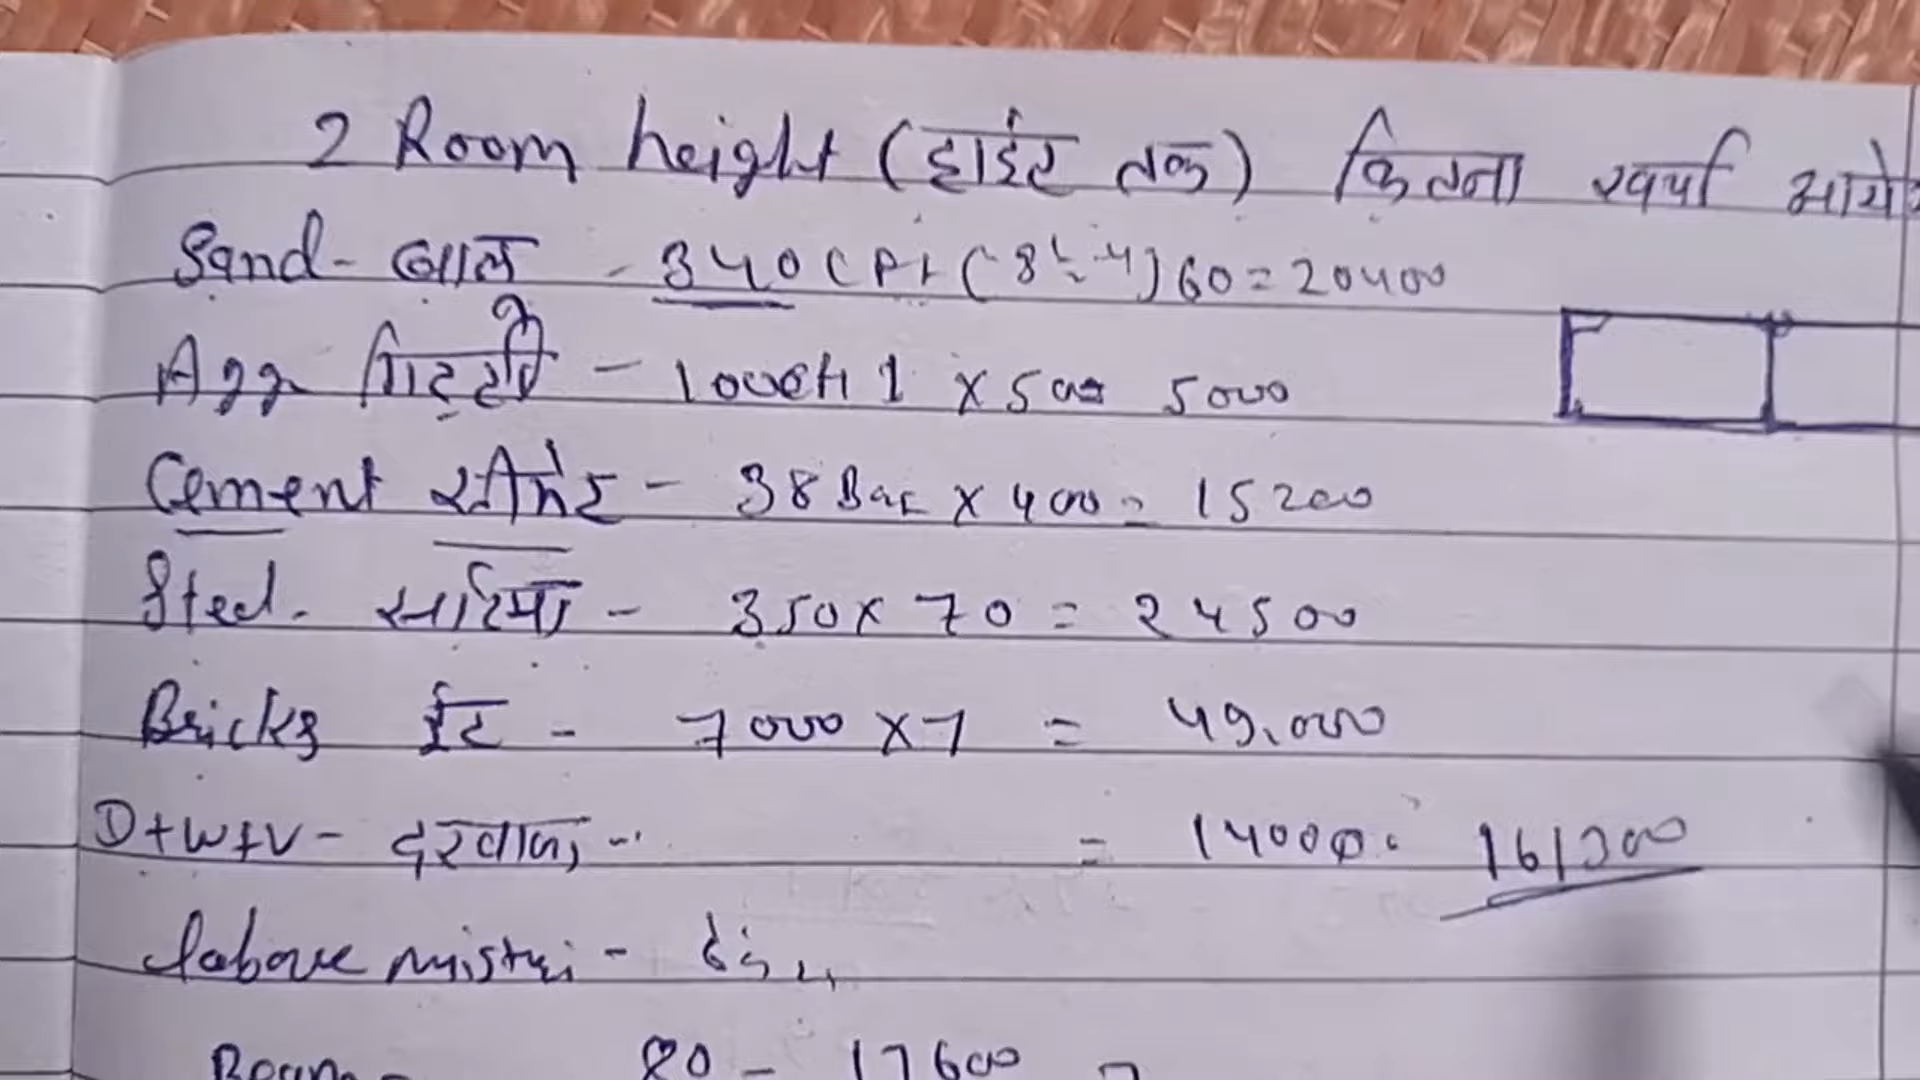 2 Room height (हाईट तक) कितना खर्चा आये
Sand - बालू - 340 CFt ( ) 60 = 20400
Agg गिट्टी - 100cft 1 x 50 = 5000
Cement सीमेंट - 38 Bag x 400 = 15200
Steel - सरिया - 350 x 70 = 24500
Bricks ईंट - 7000 x 7 = 49,000
D+W+V - दरवाजा - = 14000 161300
labour mistri -
80 - 17600